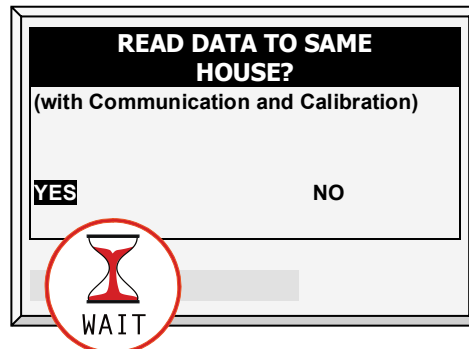 READ DATA TO SAME
HOUSE?
(with Communication and Calibration)
YES NO
WAIT